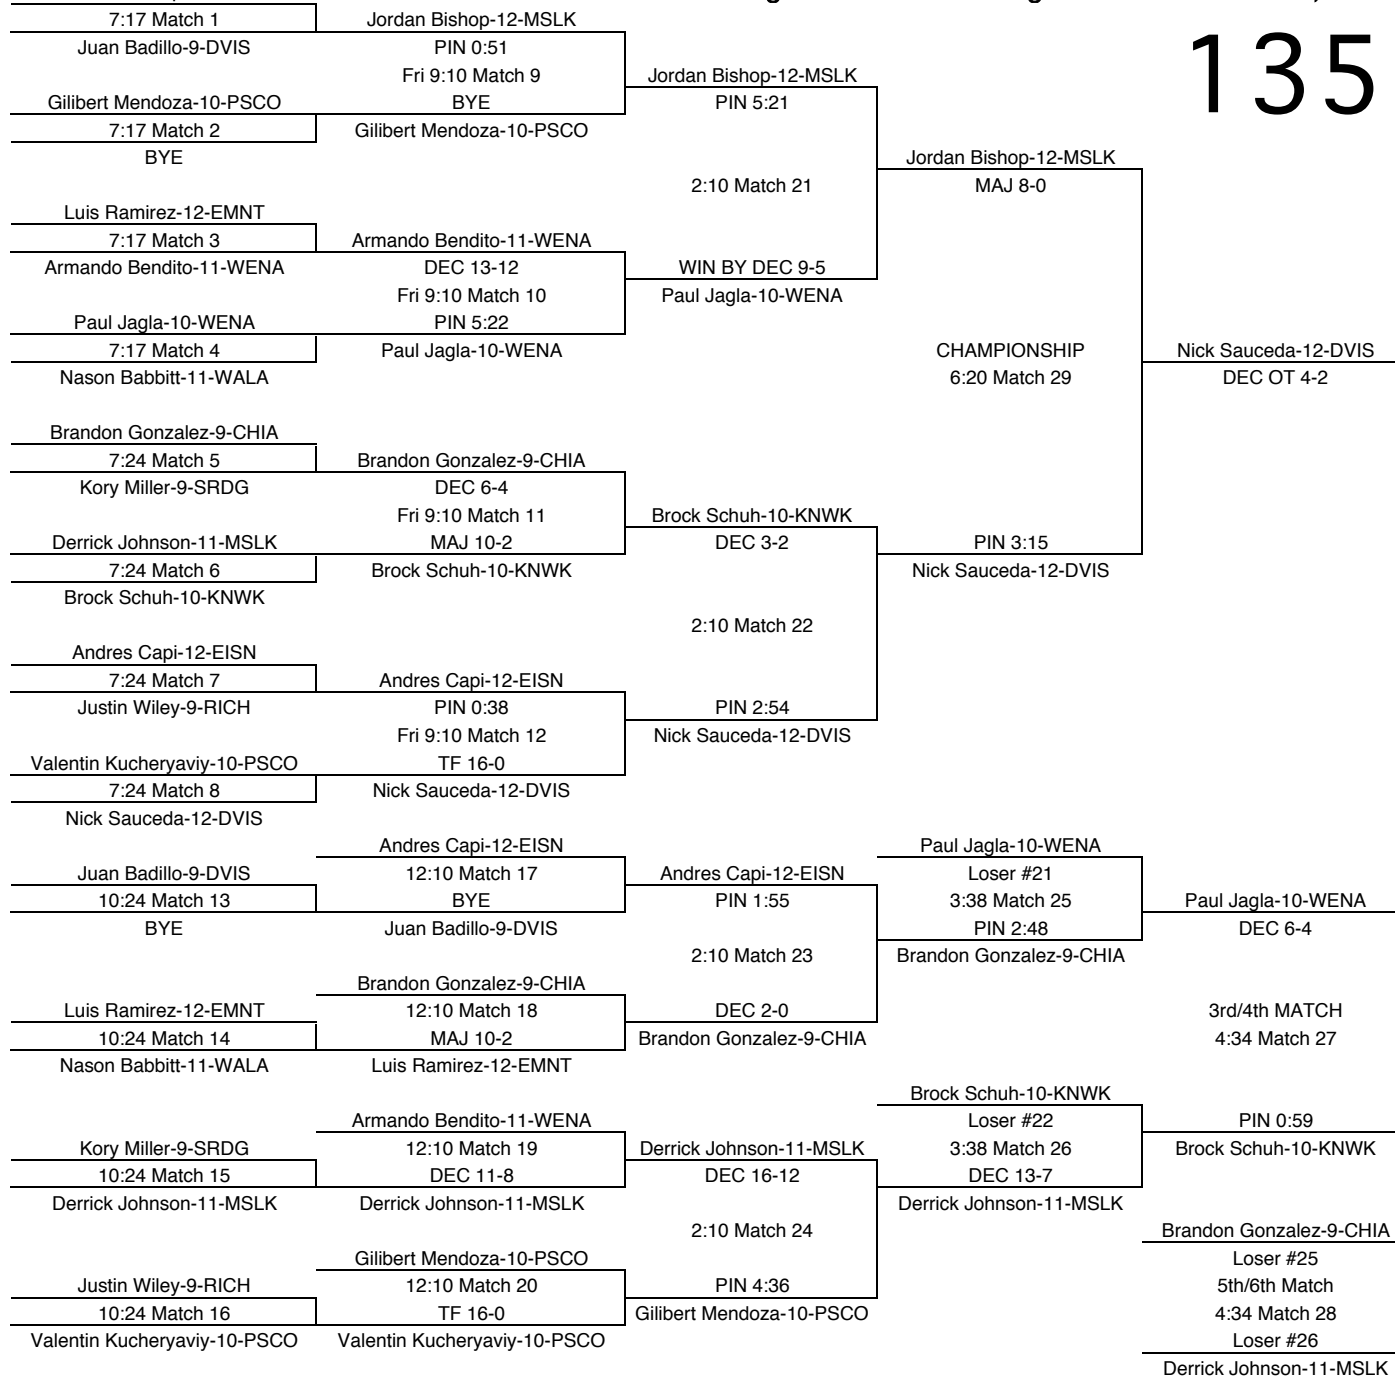 135
7:17 Match 1
Juan Badillo-9-DVIS
Gilibert Mendoza-10-PSCO
7:17 Match 2
BYE
Luis Ramirez-12-EMNT
7:17 Match 3
Armando Bendito-11-WENA
Paul Jagla-10-WENA
7:17 Match 4
Nason Babbitt-11-WALA
Brandon Gonzalez-9-CHIA
7:24 Match 5
Kory Miller-9-SRDG
Derrick Johnson-11-MSLK
7:24 Match 6
Brock Schuh-10-KNWK
Andres Capi-12-EISN
7:24 Match 7
Justin Wiley-9-RICH
Valentin Kucheryaviy-10-PSCO
7:24 Match 8
Nick Sauceda-12-DVIS
Jordan Bishop-12-MSLK
PIN 0:51
Fri 9:10 Match 9
BYE
Gilibert Mendoza-10-PSCO
Armando Bendito-11-WENA
DEC 13-12
Fri 9:10 Match 10
PIN 5:22
Paul Jagla-10-WENA
Brandon Gonzalez-9-CHIA
DEC 6-4
Fri 9:10 Match 11
MAJ 10-2
Brock Schuh-10-KNWK
Andres Capi-12-EISN
PIN 0:38
Fri 9:10 Match 12
TF 16-0
Nick Sauceda-12-DVIS
Jordan Bishop-12-MSLK
PIN 5:21
2:10 Match 21
WIN BY DEC 9-5
Paul Jagla-10-WENA
Brock Schuh-10-KNWK
DEC 3-2
2:10 Match 22
PIN 2:54
Nick Sauceda-12-DVIS
Jordan Bishop-12-MSLK
MAJ 8-0
CHAMPIONSHIP
6:20 Match 29
PIN 3:15
Nick Sauceda-12-DVIS
Nick Sauceda-12-DVIS
DEC OT 4-2
Juan Badillo-9-DVIS
10:24 Match 13
BYE
Luis Ramirez-12-EMNT
10:24 Match 14
Nason Babbitt-11-WALA
Kory Miller-9-SRDG
10:24 Match 15
Derrick Johnson-11-MSLK
Justin Wiley-9-RICH
10:24 Match 16
Valentin Kucheryaviy-10-PSCO
Andres Capi-12-EISN
12:10 Match 17
BYE
Juan Badillo-9-DVIS
Brandon Gonzalez-9-CHIA
12:10 Match 18
MAJ 10-2
Luis Ramirez-12-EMNT
Armando Bendito-11-WENA
12:10 Match 19
DEC 11-8
Derrick Johnson-11-MSLK
Gilibert Mendoza-10-PSCO
12:10 Match 20
TF 16-0
Valentin Kucheryaviy-10-PSCO
Andres Capi-12-EISN
PIN 1:55
2:10 Match 23
DEC 2-0
Brandon Gonzalez-9-CHIA
Derrick Johnson-11-MSLK
DEC 16-12
2:10 Match 24
PIN 4:36
Gilibert Mendoza-10-PSCO
Paul Jagla-10-WENA
Loser #21
3:38 Match 25
PIN 2:48
Brandon Gonzalez-9-CHIA
Brock Schuh-10-KNWK
Loser #22
3:38 Match 26
DEC 13-7
Derrick Johnson-11-MSLK
Paul Jagla-10-WENA
DEC 6-4
3rd/4th MATCH
4:34 Match 27
PIN 0:59
Brock Schuh-10-KNWK
Brandon Gonzalez-9-CHIA
Loser #25
5th/6th Match
4:34 Match 28
Loser #26
Derrick Johnson-11-MSLK